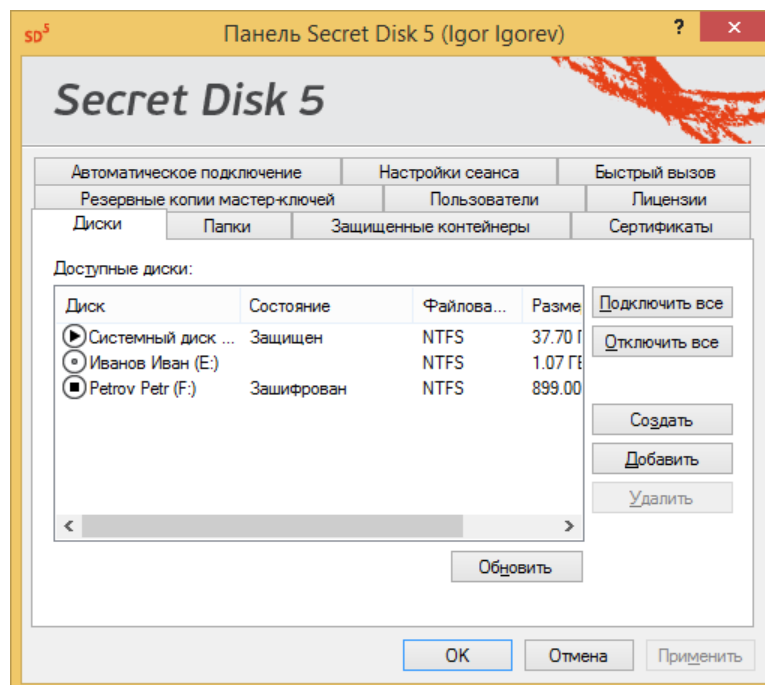 SD5 Панель Secret Disk 5 (Igor Igorev) ? ×
Secret Disk 5
Автоматическое подключение Настройки сеанса Быстрый вызов
Резервные копии мастер-ключей Пользователи Лицензии
Диски Папки Защищенные контейнеры Сертификаты
Доступные диски:
Диск Состояние Файлова... Разме
Подключить все
Системный диск ... Защищен NTFS 37.70 Г
Отключить все
Иванов Иван (E:) NTFS 1.07 ГБ
Petrov Petr (F:) Зашифрован NTFS 899.00
Создать
Добавить
Удалить
Обновить
OK Отмена Применить